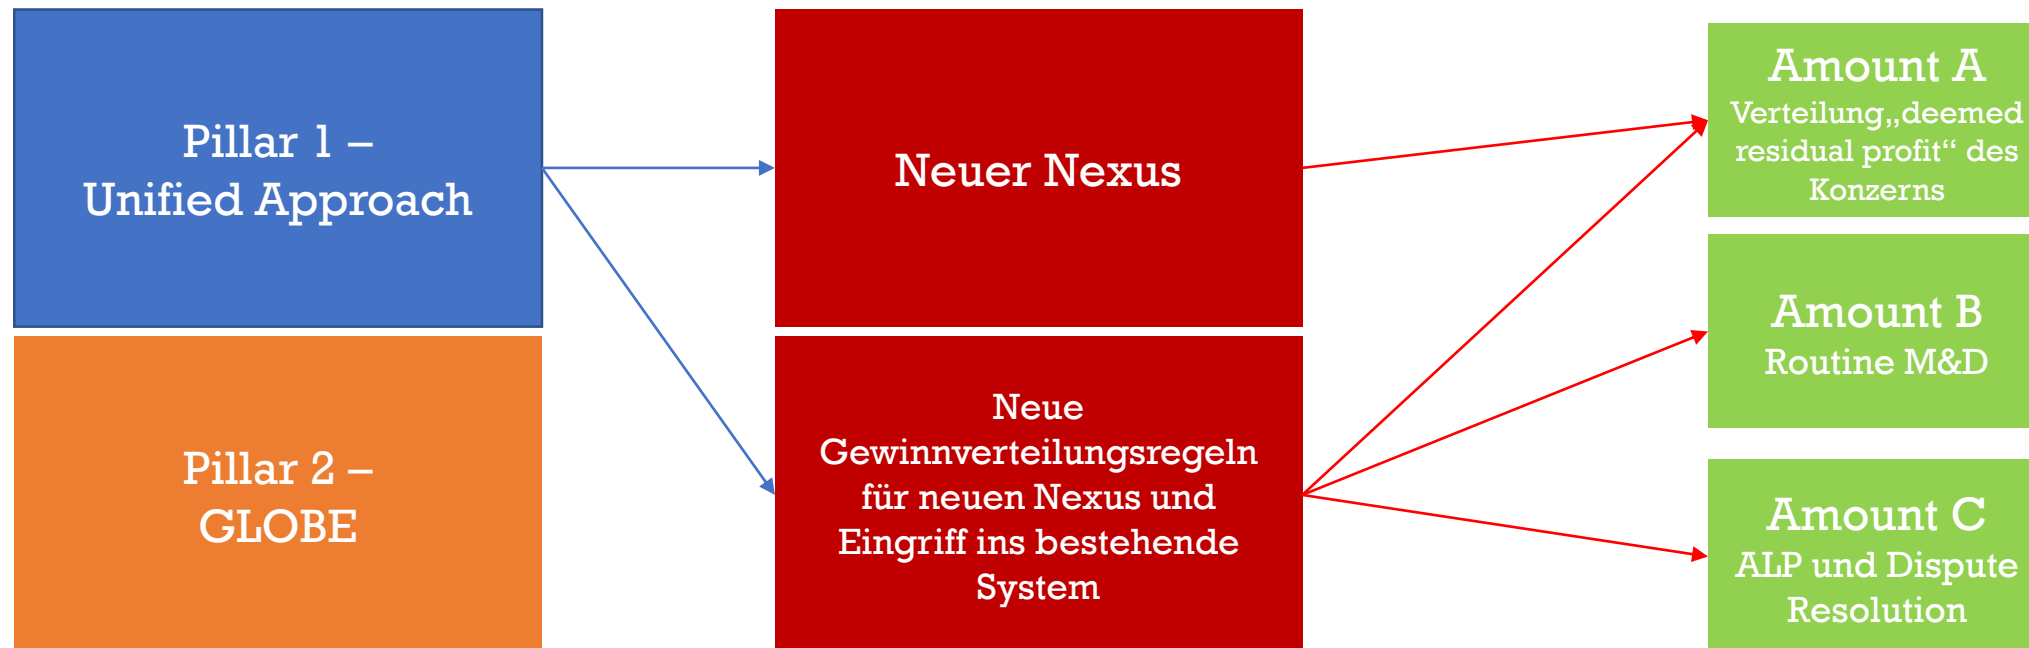 Pillar 1 –
Unified Approach
Pillar 2 –
GLOBE
Neuer Nexus
Neue
Gewinnverteilungsregeln
für neuen Nexus und
Eingriff ins bestehende
System
Amount A
Verteilung„deemed
residual profit“ des
Konzerns
Amount B
Routine M&D
Amount C
ALP und Dispute
Resolution